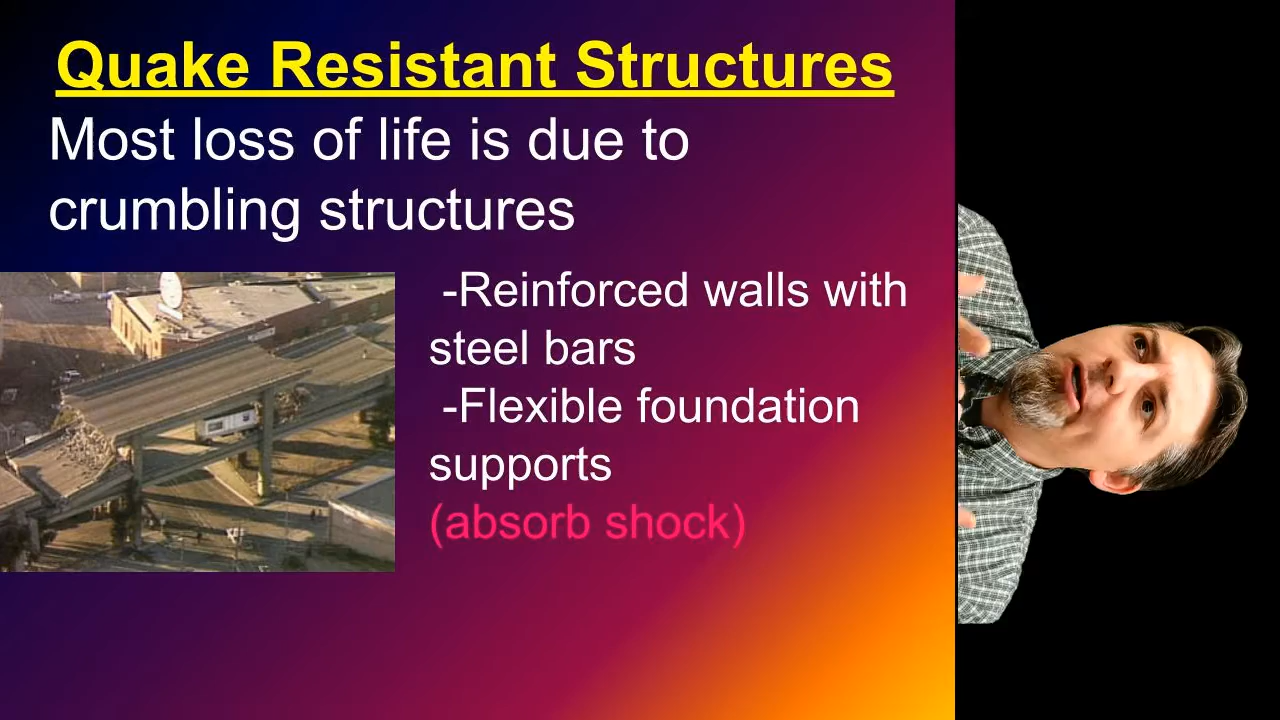 Quake Resistant Structures
Most loss of life is due to
crumbling structures
-Reinforced walls with
steel bars
-Flexible foundation
supports
(absorb shock)